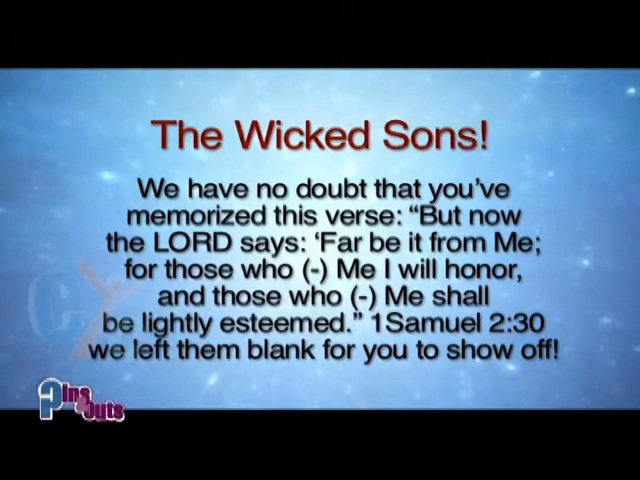 The Wicked Sons!
We have no doubt that you've
memorized this verse: “But now
the LORD says: ‘Far be it from Me;
for those who (-) Me I will honor,
and those who (-) Me shall
be lightly esteemed.” 1Samuel 2:30
we left them blank for you to show off!
Ins
Outs